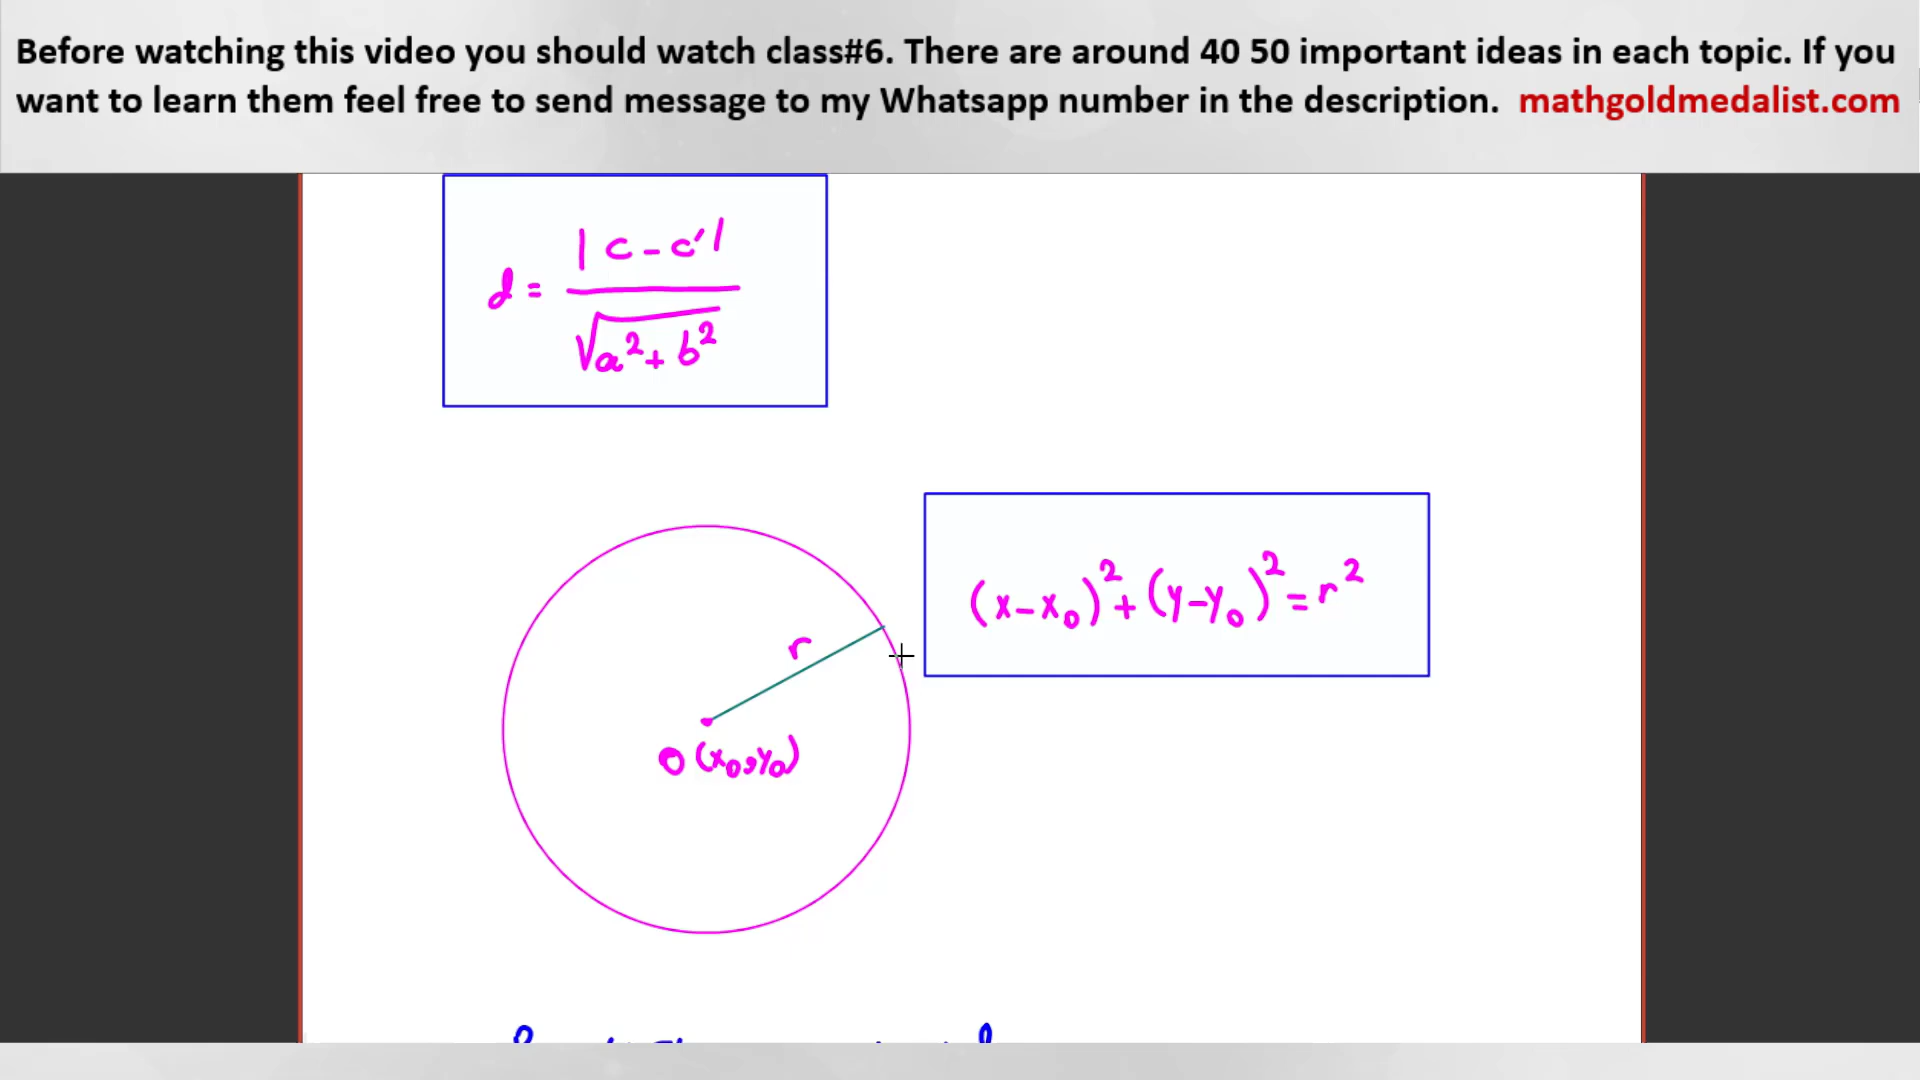 Before watching this video you should watch class#6. There are around 40 50 important ideas in each topic. If you
want to learn them feel free to send message to my Whatsapp number in the description. mathgoldmedalist.com
d = |c - c'| / √a² + b²
(x-x₀)² + (y-y₀)² = r²
r
O (x₀,y₀)